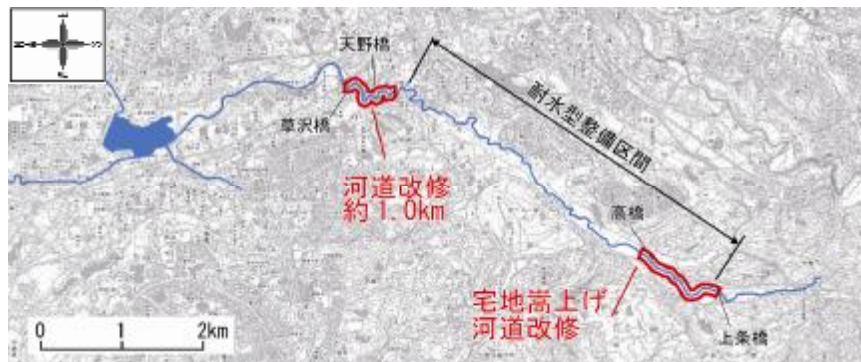 天野橋
草沢橋
河道改修
約1.0km
耐水型整備区間
高橋
宅地嵩上げ
河道改修
上条橋
0 1 2km